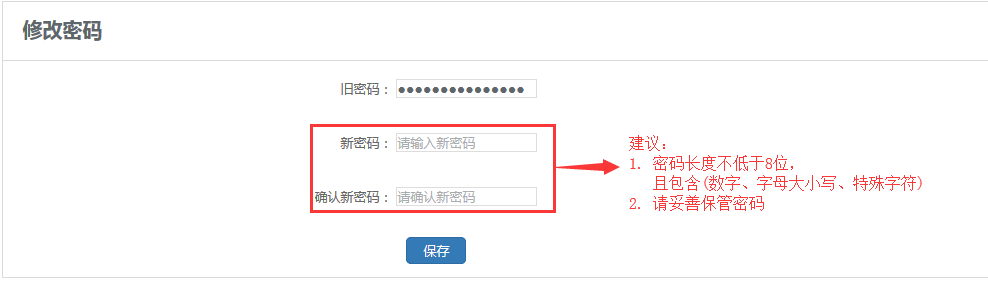 修改密码
旧密码： ●●●●●●●●●●●●●●●
新密码： 请输入新密码
确认新密码： 请确认新密码
保存
建议：
1. 密码长度不低于8位，
且包含(数字、字母大小写、特殊字符)
2. 请妥善保管密码